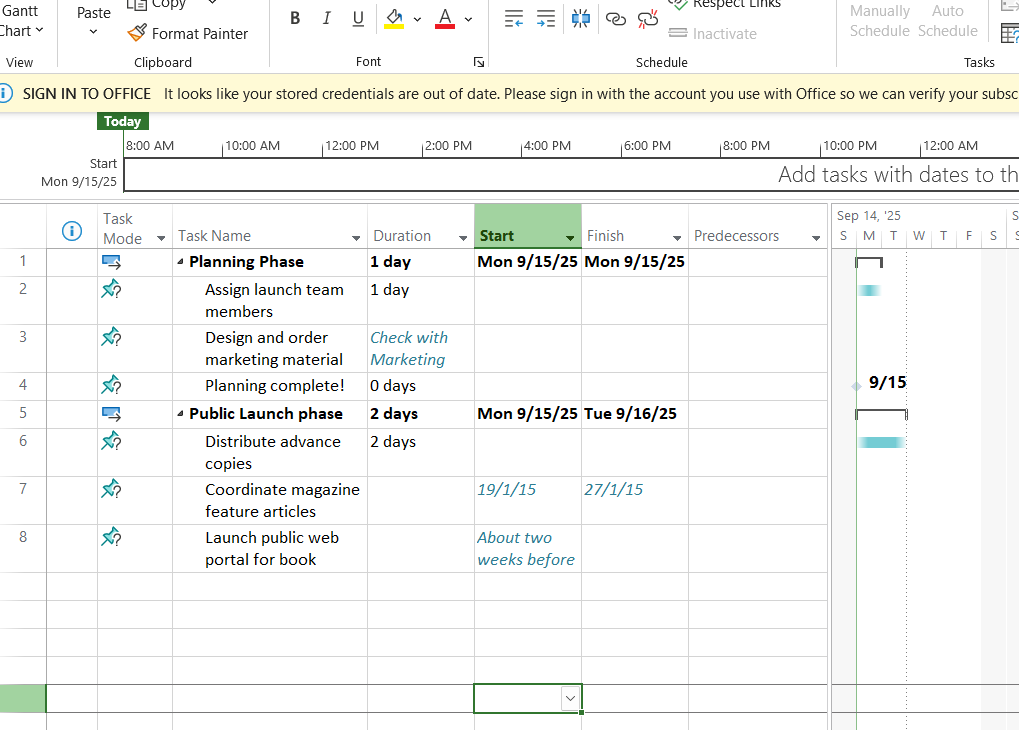 Gantt
Chart
Paste
Copy
Format Painter
B I U A
Respect Links
Inactivate
Manually
Schedule
Auto
Schedule
View
Clipboard
Font
Schedule
Tasks
SIGN IN TO OFFICE It looks like your stored credentials are out of date. Please sign in with the account you use with Office so we can verify your subsc
Today
8:00 AM 10:00 AM 12:00 PM 2:00 PM 4:00 PM 6:00 PM 8:00 PM 10:00 PM 12:00 AM
Start
Mon 9/15/25
Add tasks with dates to th
Task
Mode
Task Name
Duration
Start
Finish
Predecessors
Sep 14, '25 S
S M T W T F S S
1 Planning Phase 1 day Mon 9/15/25 Mon 9/15/25
2 Assign launch team 1 day
members
3 Design and order Check with
marketing material Marketing
4 Planning complete! 0 days 9/15
5 Public Launch phase 2 days Mon 9/15/25 Tue 9/16/25
6 Distribute advance 2 days
copies
7 Coordinate magazine 19/1/15 27/1/15
feature articles
8 Launch public web About two
portal for book weeks before